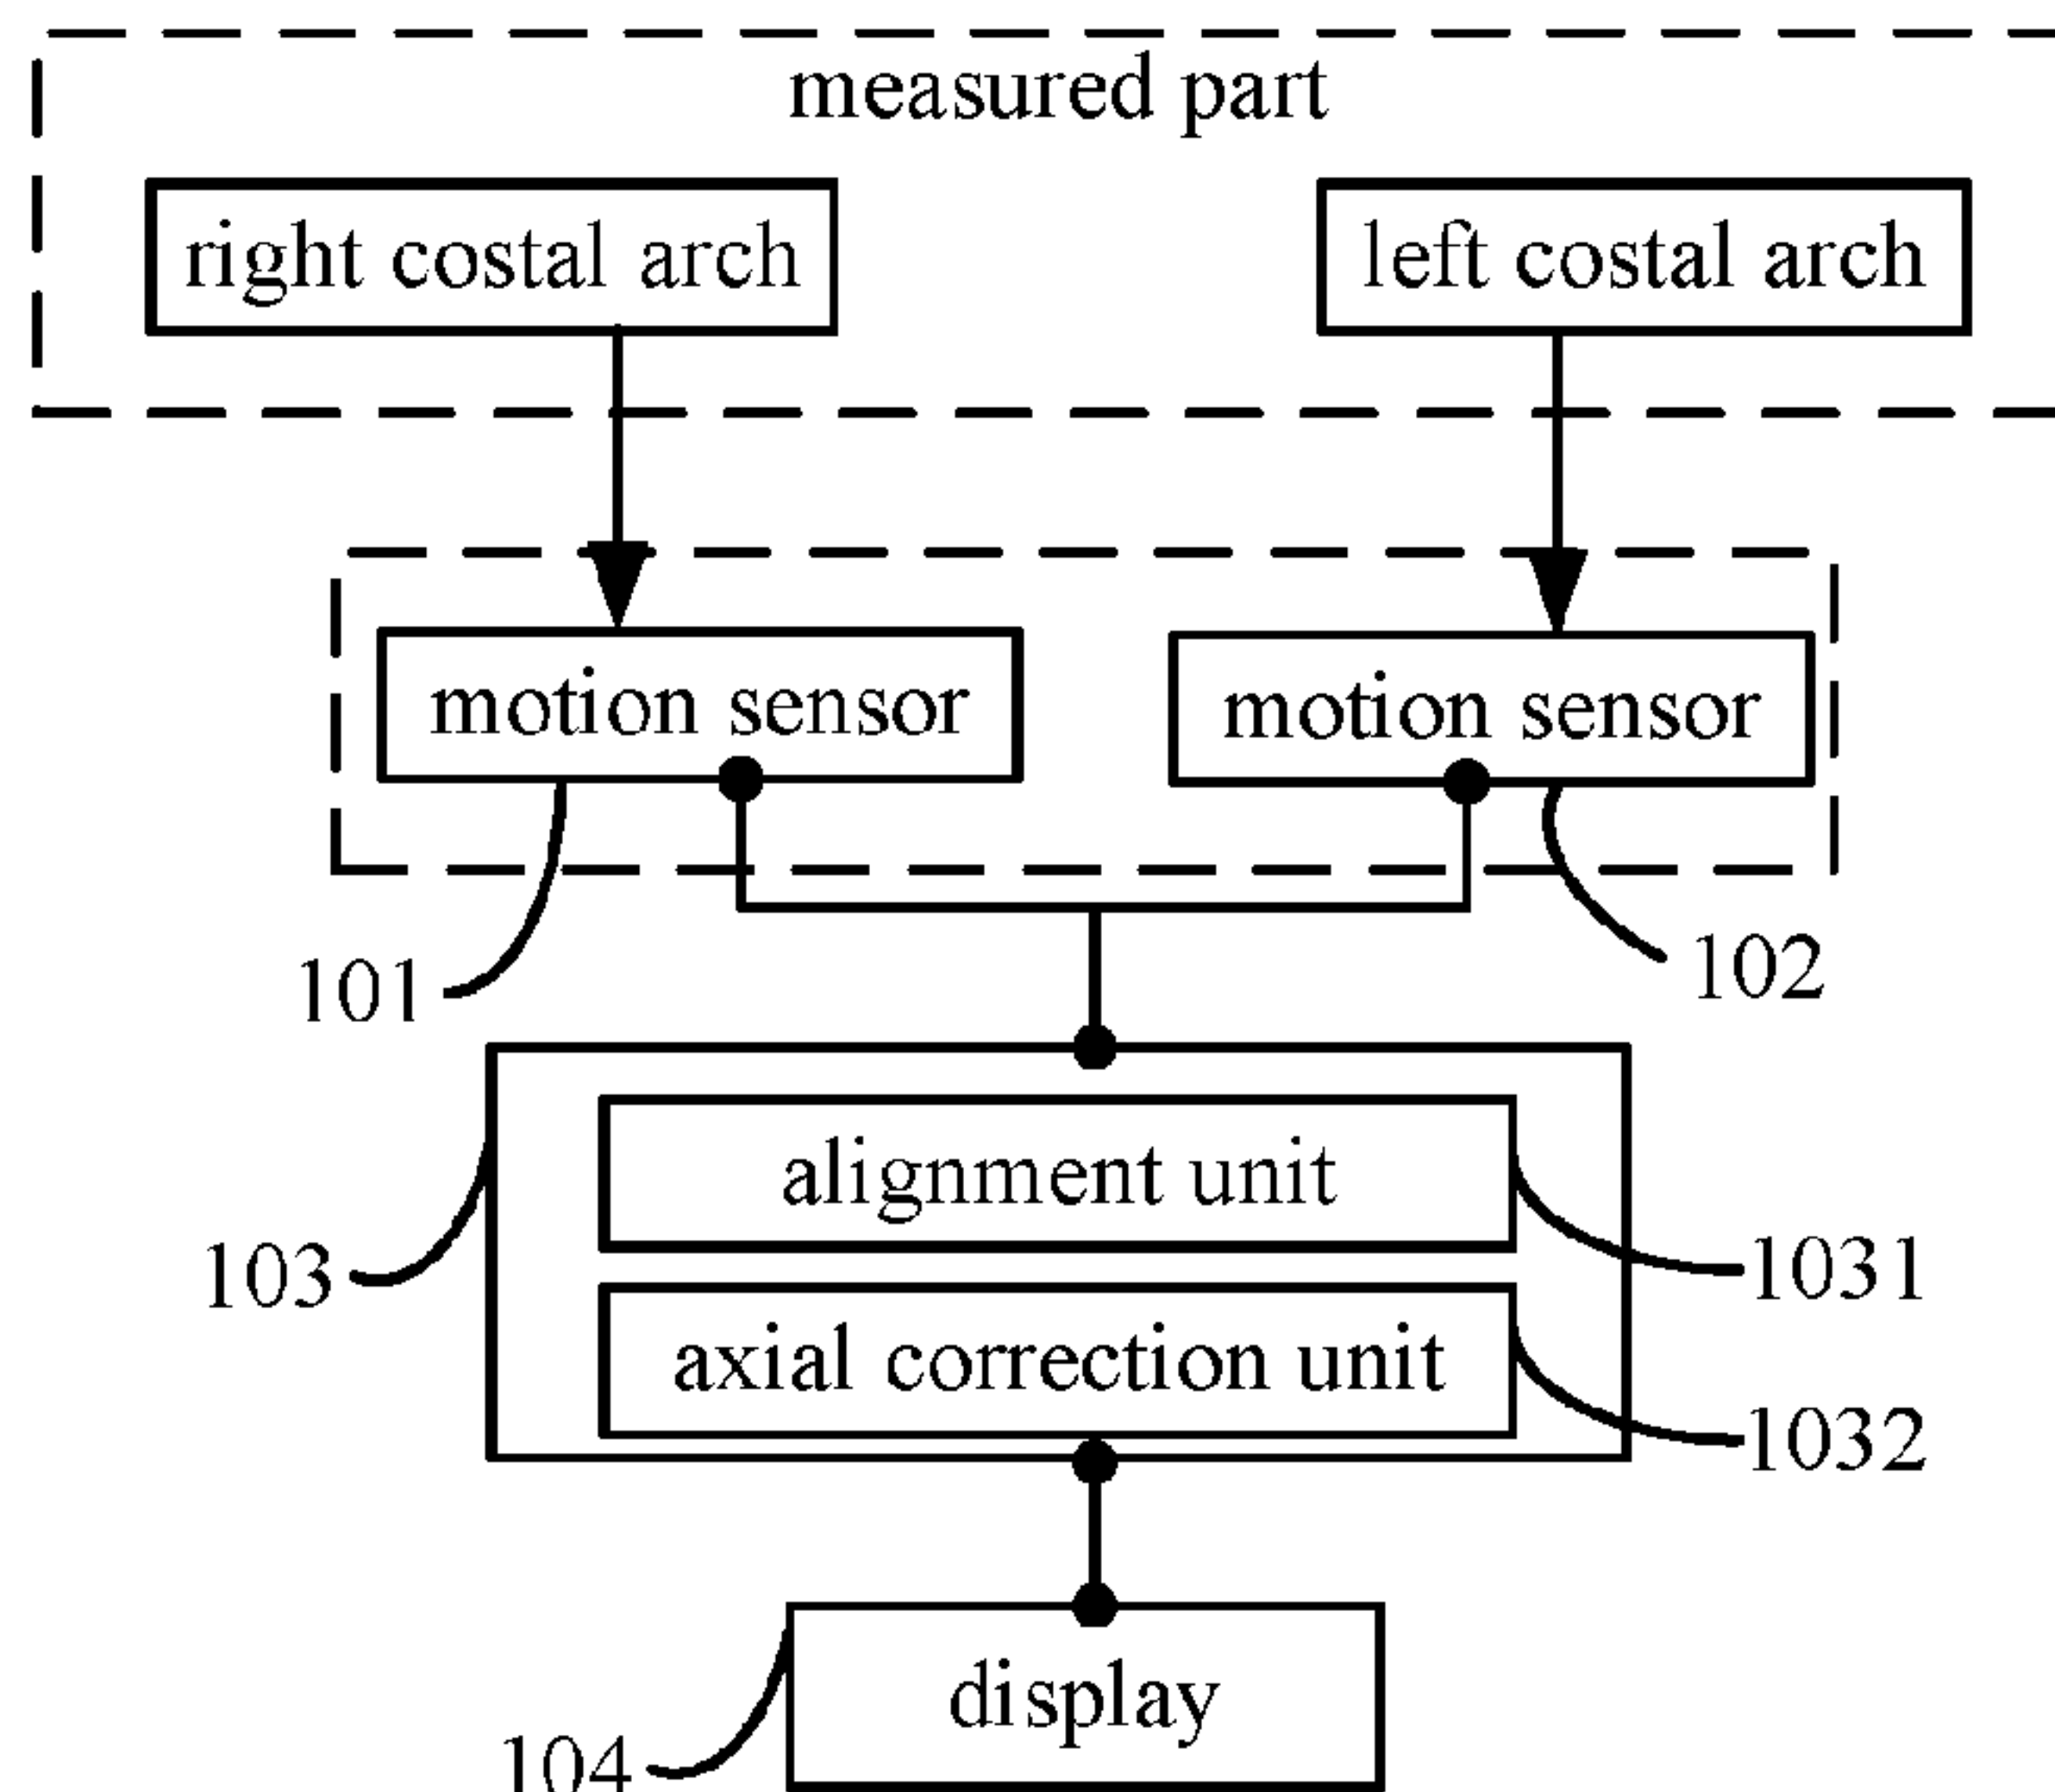 measured part
right costal arch
left costal arch
motion sensor
motion sensor
101
102
alignment unit
103
1031
axial correction unit
1032
display
104